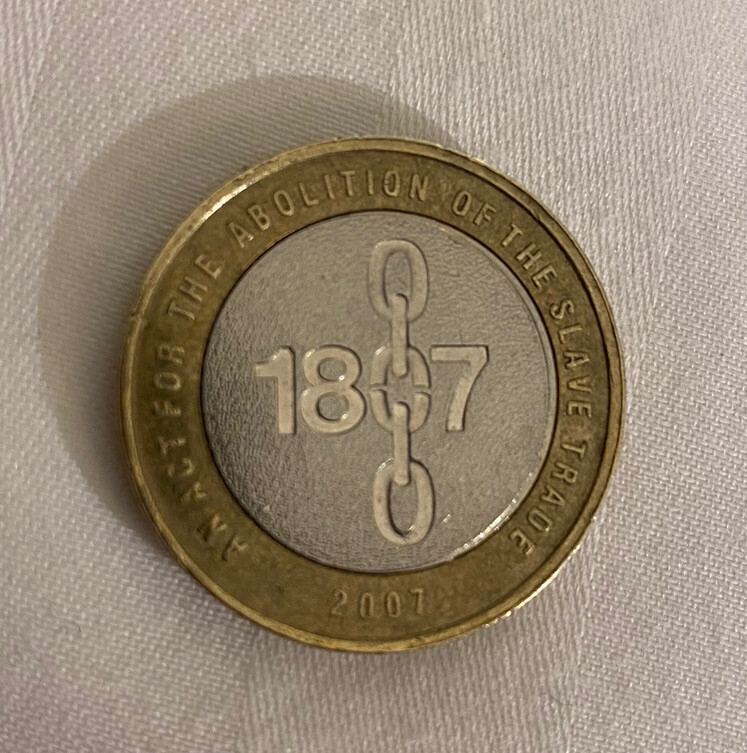 AN ACT FOR THE ABOLITION OF THE SLAVE TRADE
1807
2007